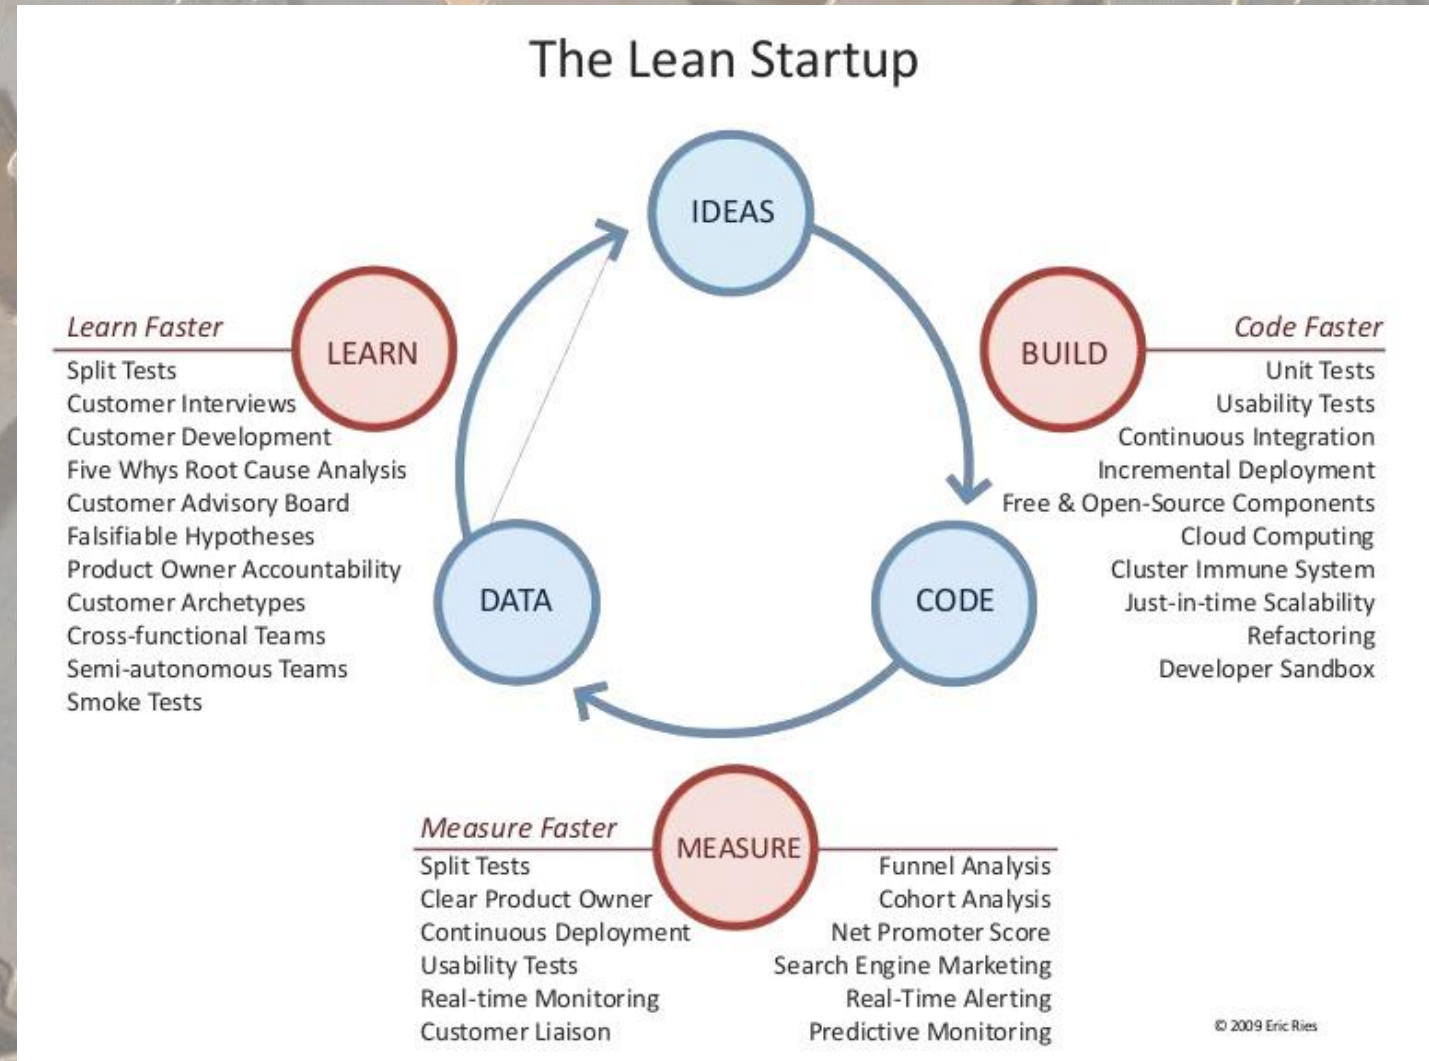 The Lean Startup
IDEAS
LEARN
Learn Faster
Split Tests
Customer Interviews
Customer Development
Five Whys Root Cause Analysis
Customer Advisory Board
Falsifiable Hypotheses
Product Owner Accountability
Customer Archetypes
Cross-functional Teams
Semi-autonomous Teams
Smoke Tests
BUILD
Code Faster
Unit Tests
Usability Tests
Continuous Integration
Incremental Deployment
Free & Open-Source Components
Cloud Computing
Cluster Immune System
Just-in-time Scalability
Refactoring
Developer Sandbox
DATA
CODE
MEASURE
Measure Faster
Split Tests
Clear Product Owner
Continuous Deployment
Usability Tests
Real-time Monitoring
Customer Liaison
Funnel Analysis
Cohort Analysis
Net Promoter Score
Search Engine Marketing
Real-Time Alerting
Predictive Monitoring
© 2009 Eric Ries